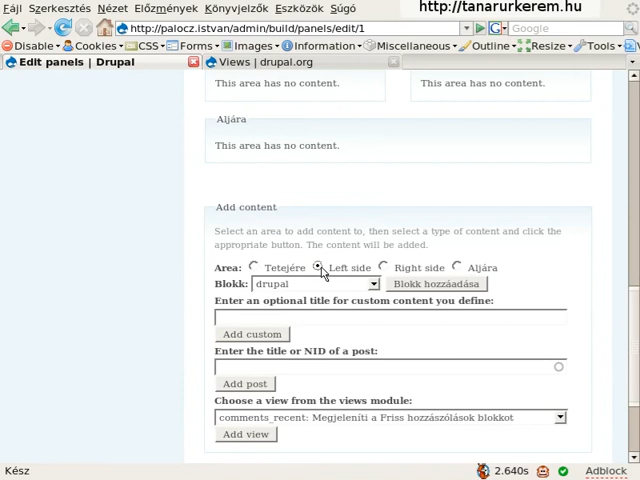 Fájl Szerkesztés Nézet Előzmények Könyvjelzők Eszközök Súgó http://tanarurkerem.hu
http://palocz.istvan/admin/build/panels/edit/1 Google
Disable Cookies CSS Forms Images Information Miscellaneous Outline Resize Tools
Edit panels | Drupal Views | drupal.org
This area has no content. This area has no content.
Aljára
This area has no content.
Add content
Select an area to add content to, then select a type of content and click the
appropriate button. The content will be added.
Area: Tetejére Left side Right side Aljára
Blokk: drupal Blokk hozzáadása
Enter an optional title for custom content you define:
Add custom
Enter the title or NID of a post:
Add post
Choose a view from the views module:
comments_recent: Megjeleníti a Friss hozzászólások blokkot
Add view
Kész 2.640s Adblock